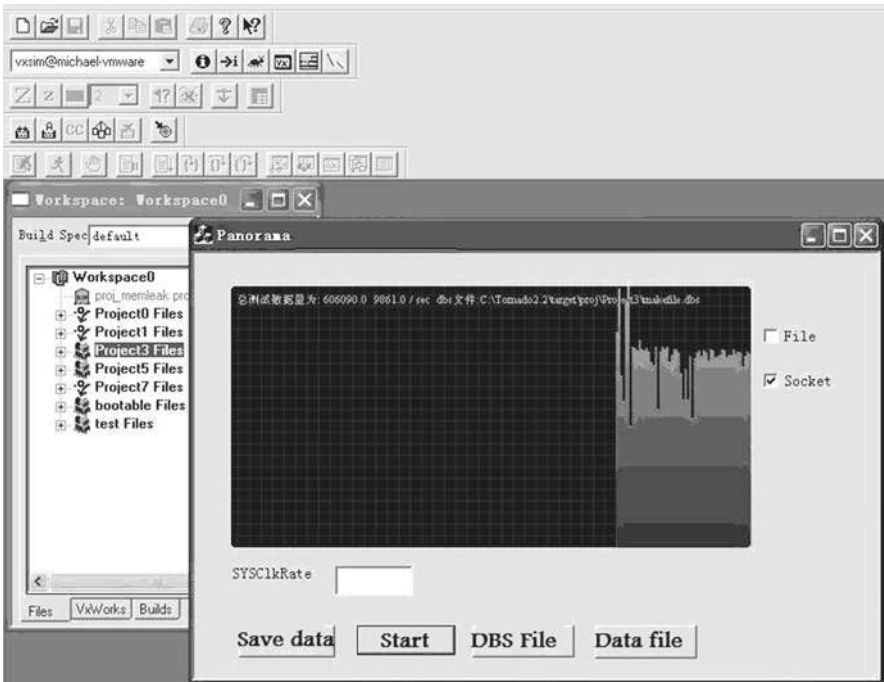 vxsim@michael-vmware
2
CC
Workspace: Workspace0
Build Spec default
Panorama
Workspace0
proj_memleak pro
Project0 Files
Project1 Files
Project3 Files
Project5 Files
Project7 Files
bootable Files
test Files
总测试数据量为: 606090.0 9861.0 / sec dbs文件:C:\Tornado2.2\target\proj\Project3\makefile.dbs
File
Socket
SYSClkRate
Files
VxWorks
Builds
Save data
Start
DBS File
Data file